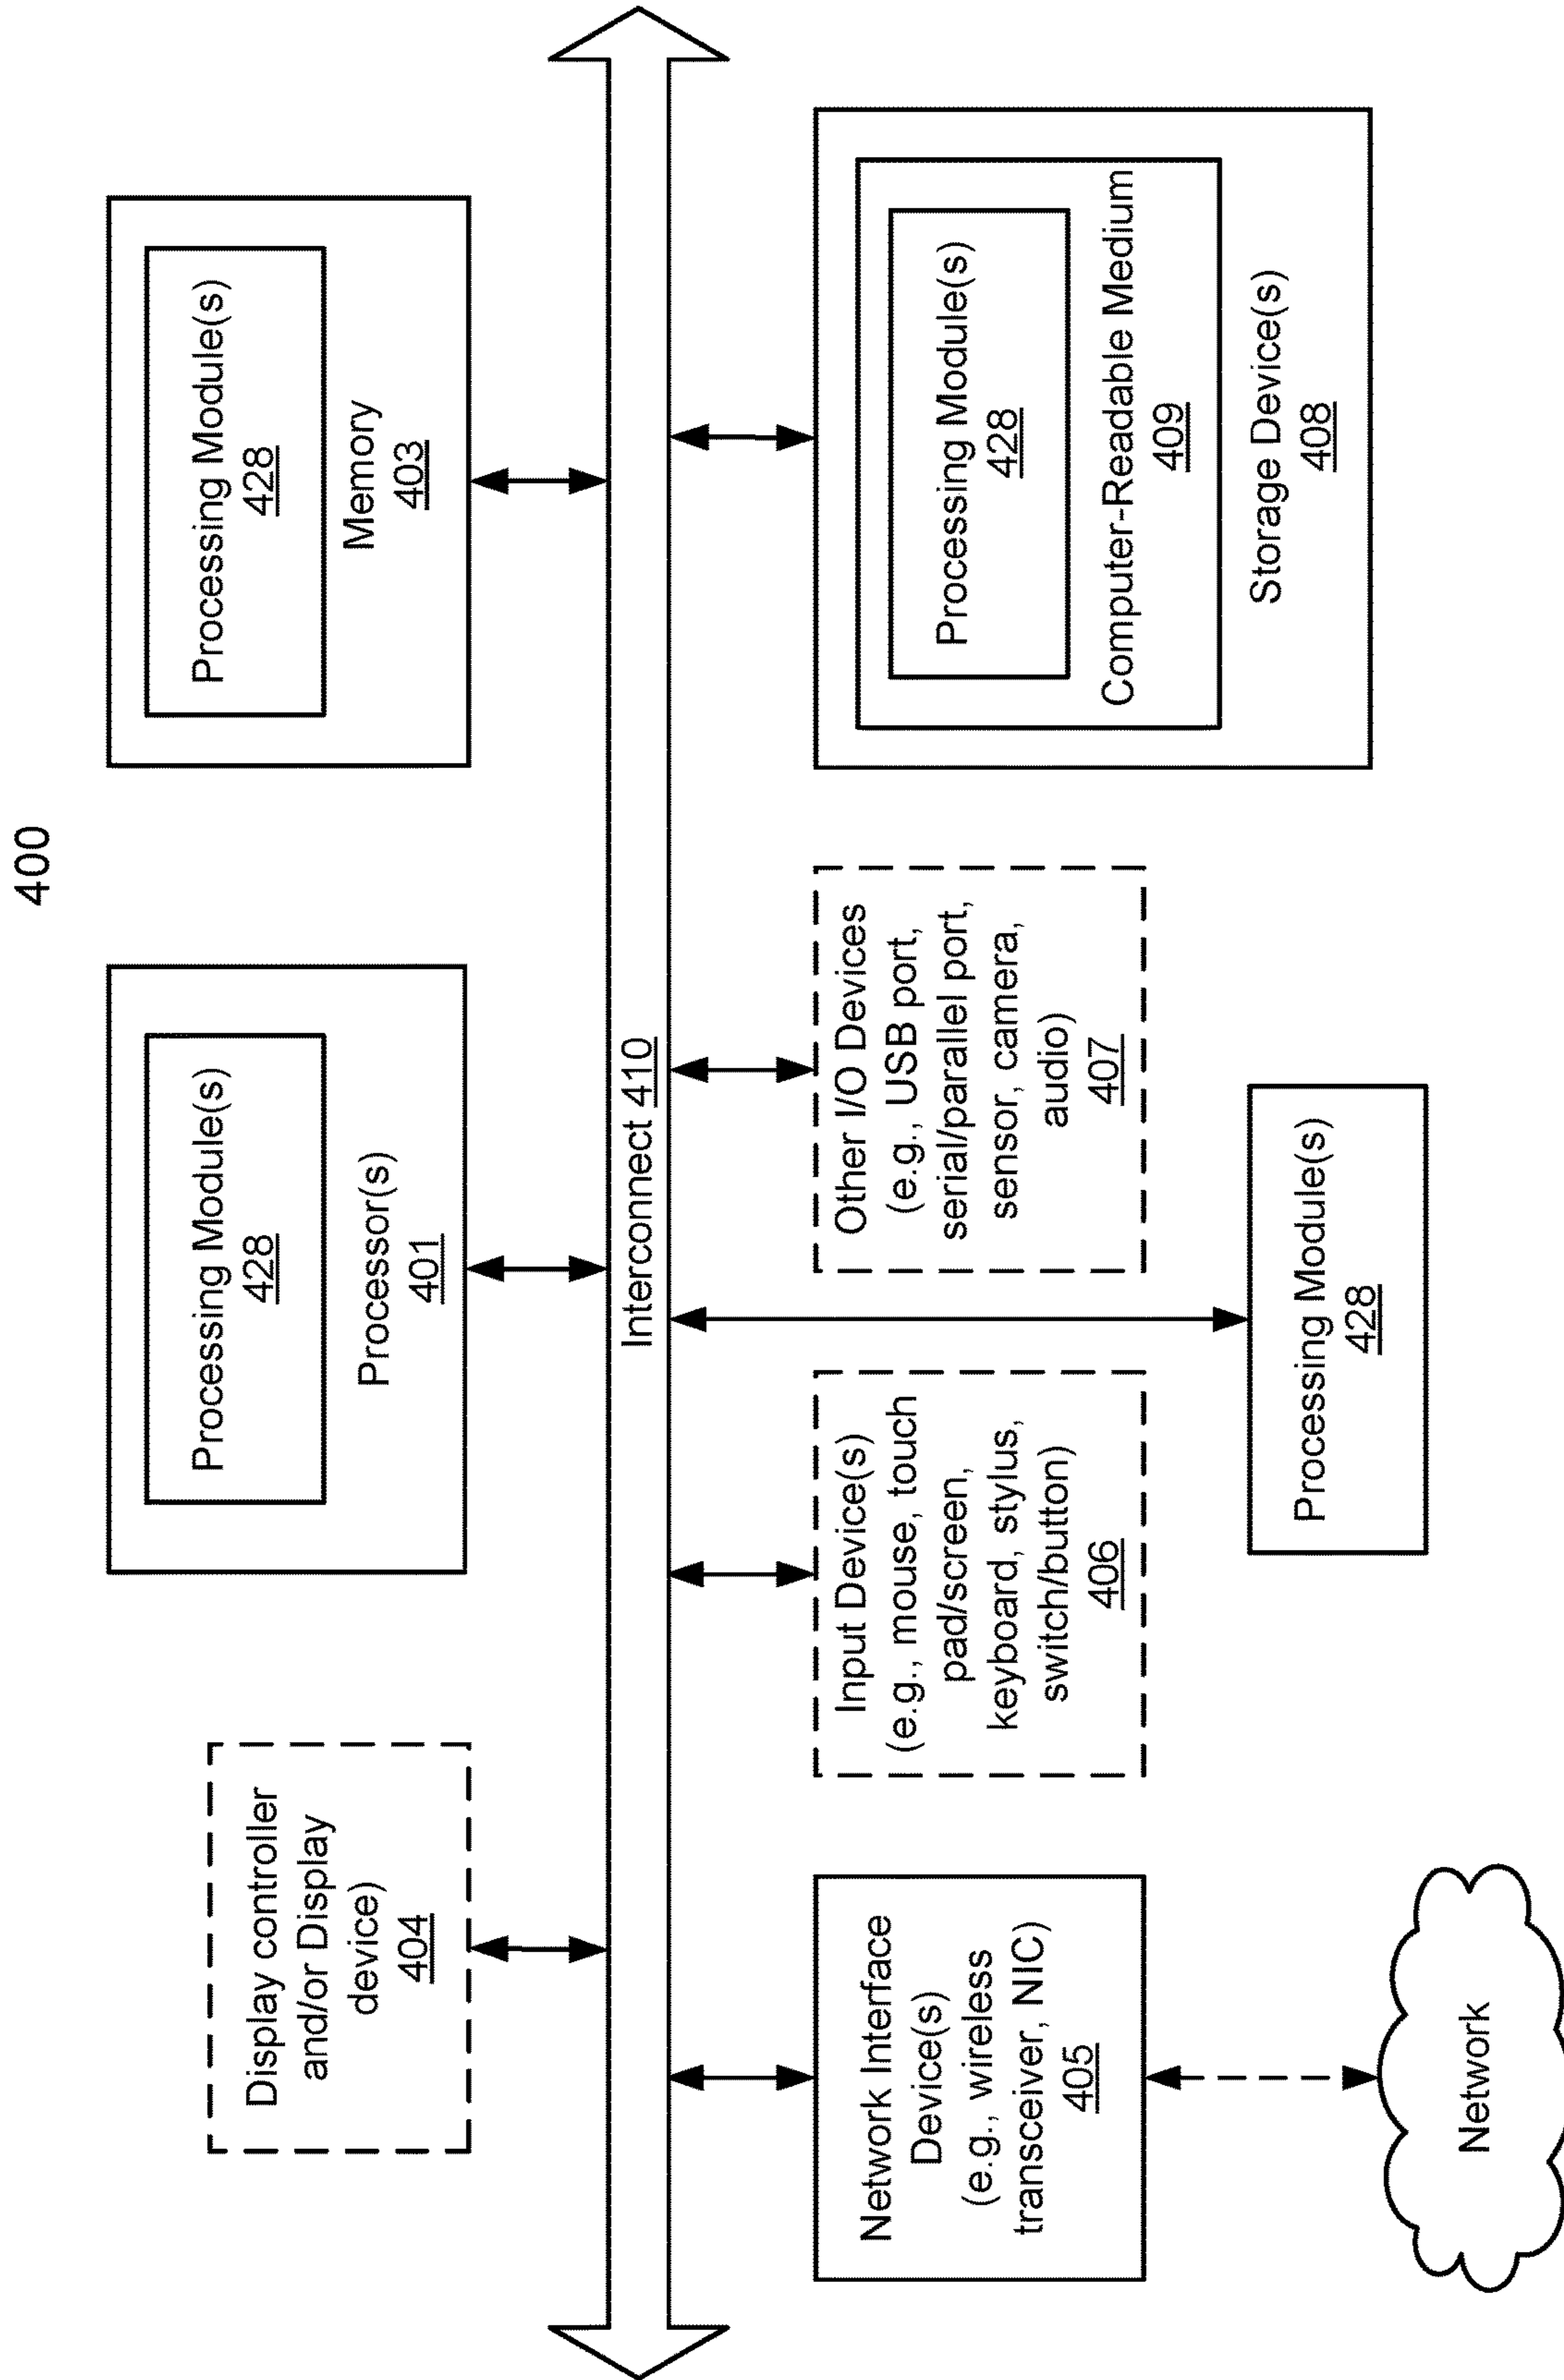 400
Display controller
and/or Display
device)
404
Processing Module(s)
428
Processor(s)
401
Processing Module(s)
428
Memory
403
Interconnect 410
Network Interface
Device(s)
(e.g., wireless
transceiver, NIC)
405
Input Device(s)
(e.g., mouse, touch
pad/screen,
keyboard, stylus,
switch/button)
406
Other I/O Devices
(e.g., USB port,
serial/parallel port,
sensor, camera,
audio)
407
Processing Module(s)
428
Computer-Readable Medium
409
Storage Device(s)
408
Network
Processing Module(s)
428